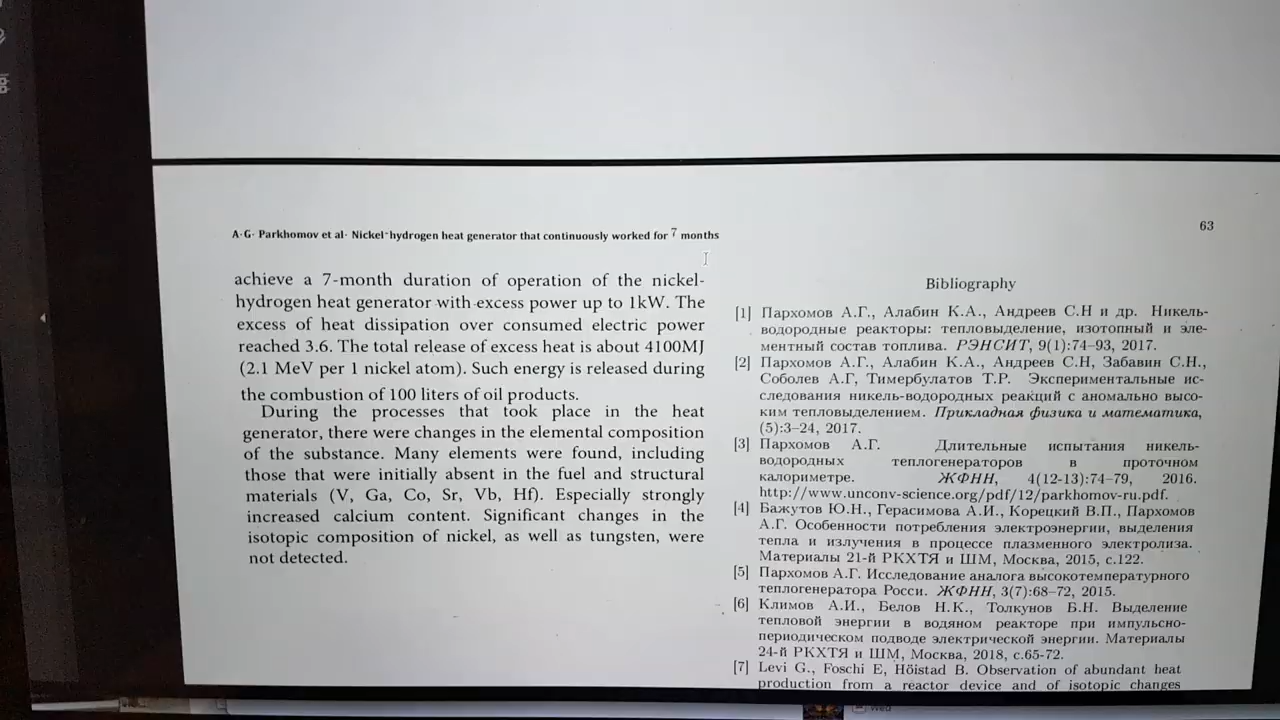 A·G· Parkhomov et al· Nickel-hydrogen heat generator that continuously worked for 7 months
63
achieve a 7-month duration of operation of the nickel-
hydrogen heat generator with excess power up to 1kW. The
excess of heat dissipation over consumed electric power
reached 3.6. The total release of excess heat is about 4100MJ
(2.1 MeV per 1 nickel atom). Such energy is released during
the combustion of 100 liters of oil products.
During the processes that took place in the heat
generator, there were changes in the elemental composition
of the substance. Many elements were found, including
those that were initially absent in the fuel and structural
materials (V, Ga, Co, Sr, Vb, Hf). Especially strongly
increased calcium content. Significant changes in the
isotopic composition of nickel, as well as tungsten, were
not detected.
Bibliography
[1] Пархомов А.Г., Алабин К.А., Андреев С.Н и др. Никель-
водородные реакторы: тепловыделение, изотопный и эле-
ментный состав топлива. РЭНСИТ, 9(1):74–93, 2017.
[2] Пархомов А.Г., Алабин К.А., Андреев С.Н, Забавин С.Н.,
Соболев А.Г, Тимербулатов Т.Р. Экспериментальные ис-
следования никель-водородных реакций с аномально высо-
ким тепловыделением. Прикладная физика и математика,
(5):3–24, 2017.
[3] Пархомов А.Г. Длительные испытания никель-
водородных теплогенераторов в проточном
калориметре. ЖФНН, 4(12-13):74–79, 2016.
http://www.unconv-science.org/pdf/12/parkhomov-ru.pdf.
[4] Бажутов Ю.Н., Герасимова А.И., Корецкий В.П., Пархомов
А.Г. Особенности потребления электроэнергии, выделения
тепла и излучения в процессе плазменного электролиза.
Материалы 21-й РКХТЯ и ШМ, Москва, 2015, с.122.
[5] Пархомов А.Г. Исследование аналога высокотемпературного
теплогенератора Росси. ЖФНН, 3(7):68–72, 2015.
[6] Климов А.И., Белов Н.К., Толкунов Б.Н. Выделение
тепловой энергии в водяном реакторе при импульсно-
периодическом подводе электрической энергии. Материалы
24-й РКХТЯ и ШМ, Москва, 2018, с.65-72.
[7] Levi G., Foschi E, Höistad B. Observation of abundant heat
production from a reactor device and of isotopic changes